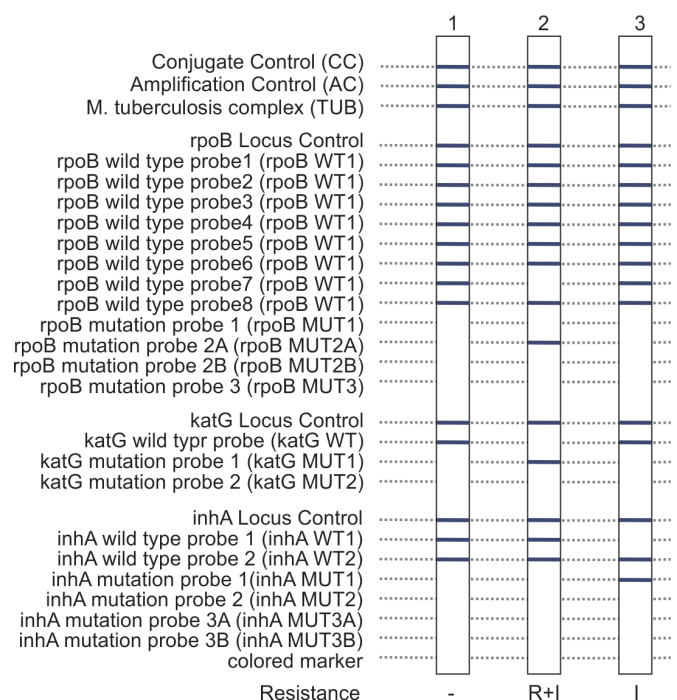 1 2 3
Conjugate Control (CC)
Amplification Control (AC)
M. tuberculosis complex (TUB)
rpoB Locus Control
rpoB wild type probe1 (rpoB WT1)
rpoB wild type probe2 (rpoB WT1)
rpoB wild type probe3 (rpoB WT1)
rpoB wild type probe4 (rpoB WT1)
rpoB wild type probe5 (rpoB WT1)
rpoB wild type probe6 (rpoB WT1)
rpoB wild type probe7 (rpoB WT1)
rpoB wild type probe8 (rpoB WT1)
rpoB mutation probe 1 (rpoB MUT1)
rpoB mutation probe 2A (rpoB MUT2A)
rpoB mutation probe 2B (rpoB MUT2B)
rpoB mutation probe 3 (rpoB MUT3)
katG Locus Control
katG wild typr probe (katG WT)
katG mutation probe 1 (katG MUT1)
katG mutation probe 2 (katG MUT2)
inhA Locus Control
inhA wild type probe 1 (inhA WT1)
inhA wild type probe 2 (inhA WT2)
inhA mutation probe 1(inhA MUT1)
inhA mutation probe 2 (inhA MUT2)
inhA mutation probe 3A (inhA MUT3A)
inhA mutation probe 3B (inhA MUT3B)
colored marker
Resistance - R+I I